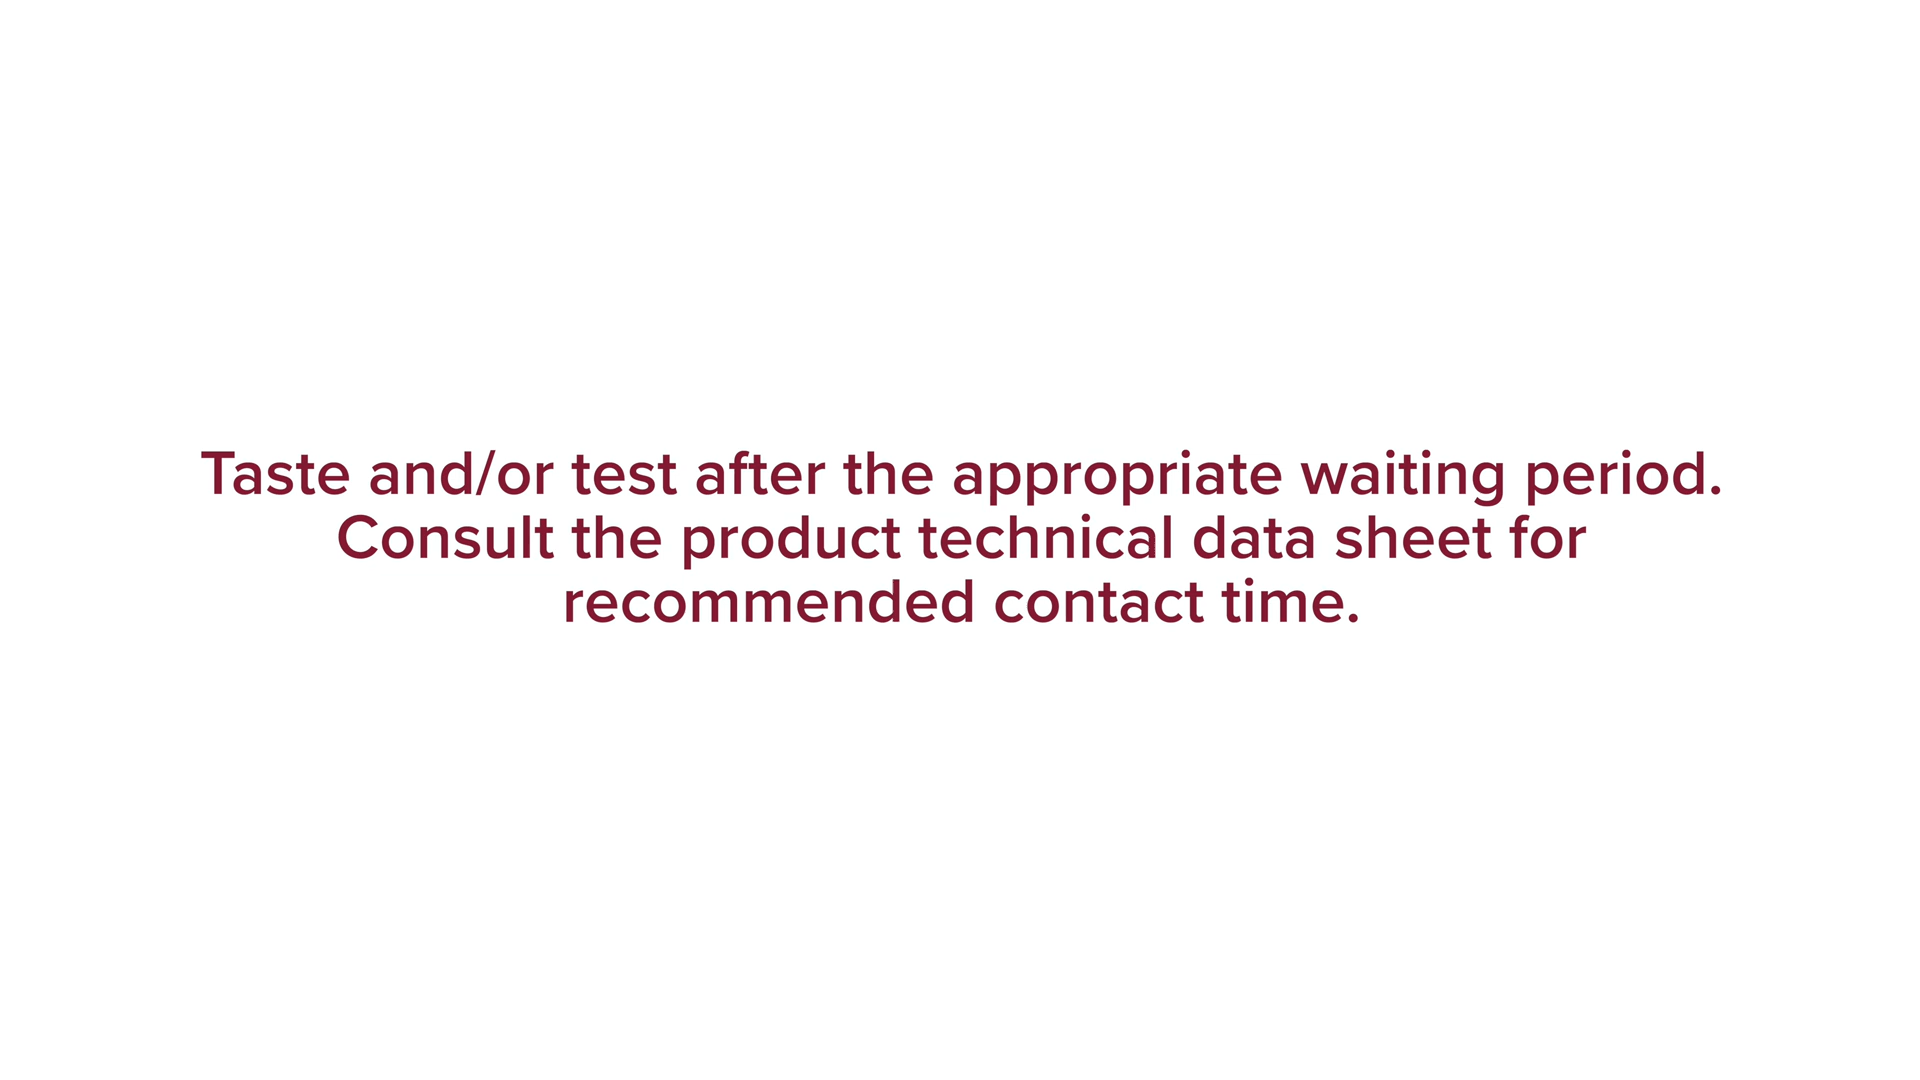 Taste and/or test after the appropriate waiting period.
Consult the product technical data sheet for
recommended contact time.